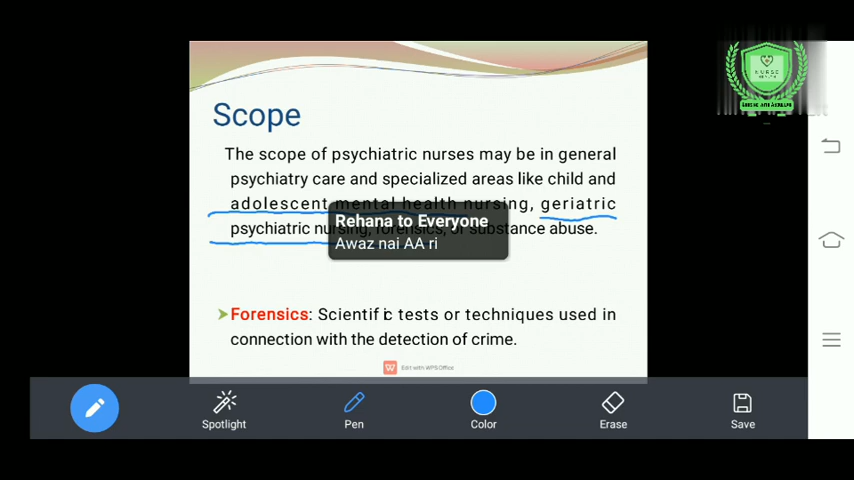 NURSE
Scope
The scope of psychiatric nurses may be in general
psychiatry care and specialized areas like child and
adolescent mental health nursing, geriatric
psychiatric nursing, forensics, or substance abuse.
Rehana to Everyone
Awaz nai AA ri
Forensics: Scientific tests or techniques used in
connection with the detection of crime.
Edit with WPS Office
Spotlight
Pen
Color
Erase
Save